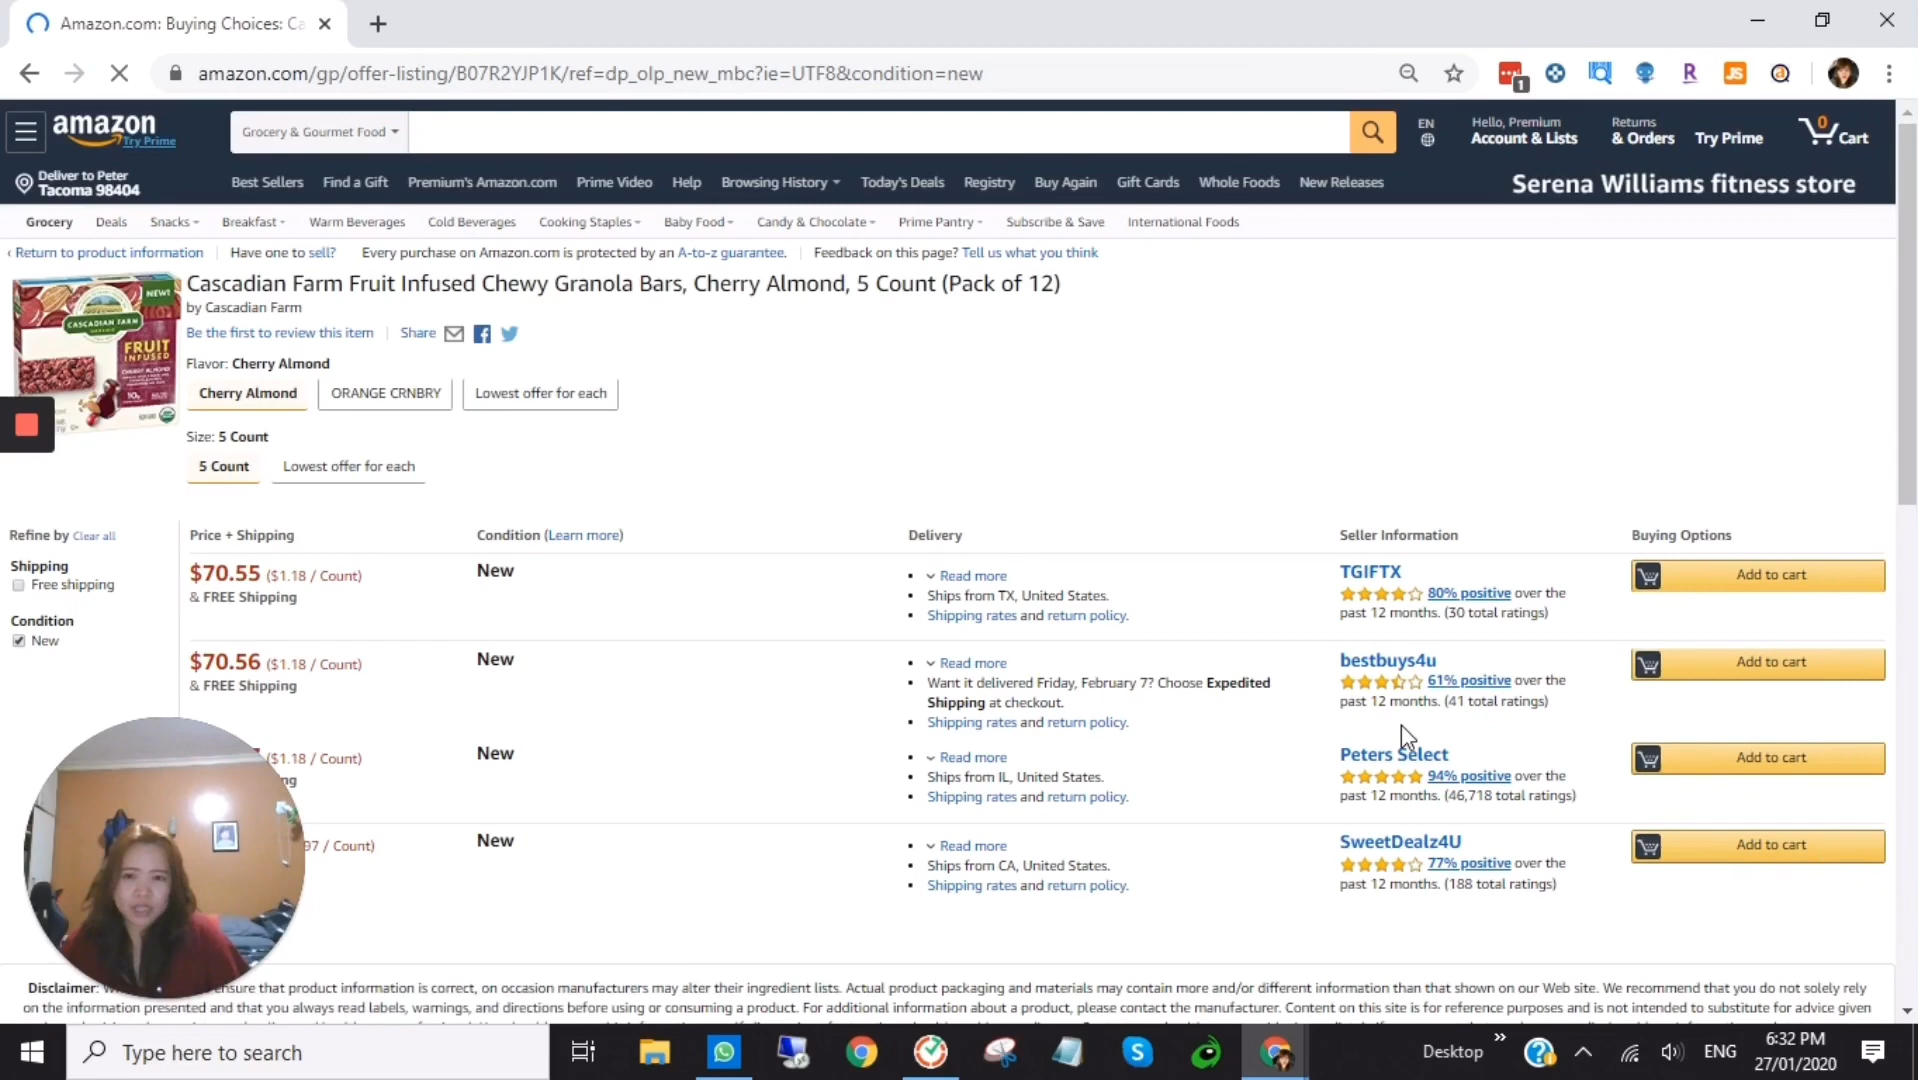 Amazon.com: Buying Choices: Ca
amazon.com/gp/offer-listing/B07R2YJP1K/ref=dp_olp_new_mbc?ie=UTF8&condition=new
1
R
JS
a
amazon
Try Prime
Grocery & Gourmet Food
EN
Hello, Premium
Account & Lists
Returns
& Orders
Try Prime
0
Cart
Deliver to Peter
Tacoma 98404
Best Sellers Find a Gift Premium's Amazon.com Prime Video Help Browsing History Today's Deals Registry Buy Again Gift Cards Whole Foods New Releases
Serena Williams fitness store
Grocery Deals Snacks Breakfast Warm Beverages Cold Beverages Cooking Staples Baby Food Candy & Chocolate Prime Pantry Subscribe & Save International Foods
‹ Return to product information Have one to sell? Every purchase on Amazon.com is protected by an A-to-z guarantee. Feedback on this page? Tell us what you think
Cascadian Farm Fruit Infused Chewy Granola Bars, Cherry Almond, 5 Count (Pack of 12)
by Cascadian Farm
NEW!
CASCADIAN FARM
FRUIT
INFUSED
CHERRY ALMOND
10g
Be the first to review this item Share
Flavor: Cherry Almond
Cherry Almond ORANGE CRNBRY Lowest offer for each
Size: 5 Count
5 Count Lowest offer for each
Refine by Clear all
Shipping
Free shipping
Condition
New
Price + Shipping Condition (Learn more) Delivery Seller Information Buying Options
$70.55 ($1.18 / Count)
& FREE Shipping
New
Read more
Ships from TX, United States.
Shipping rates and return policy.
TGIFTX
80% positive over the
past 12 months. (30 total ratings)
Add to cart
$70.56 ($1.18 / Count)
& FREE Shipping
New
Read more
Want it delivered Friday, February 7? Choose Expedited
Shipping at checkout.
Shipping rates and return policy.
bestbuys4u
61% positive over the
past 12 months. (41 total ratings)
Add to cart
($1.18 / Count)
ng
New
Read more
Ships from IL, United States.
Shipping rates and return policy.
Peters Select
94% positive over the
past 12 months. (46,718 total ratings)
Add to cart
97 / Count)
New
Read more
Ships from CA, United States.
Shipping rates and return policy.
SweetDealz4U
77% positive over the
past 12 months. (188 total ratings)
Add to cart
Disclaimer: ensure that product information is correct, on occasion manufacturers may alter their ingredient lists. Actual product packaging and materials may contain more and/or different information than that shown on our Web site. We recommend that you do not solely rely
on the information presented and that you always read labels, warnings, and directions before using or consuming a product. For additional information about a product, please contact the manufacturer. Content on this site is for reference purposes and is not intended to substitute for advice given
Type here to search
Desktop
ENG
6:32 PM
27/01/2020